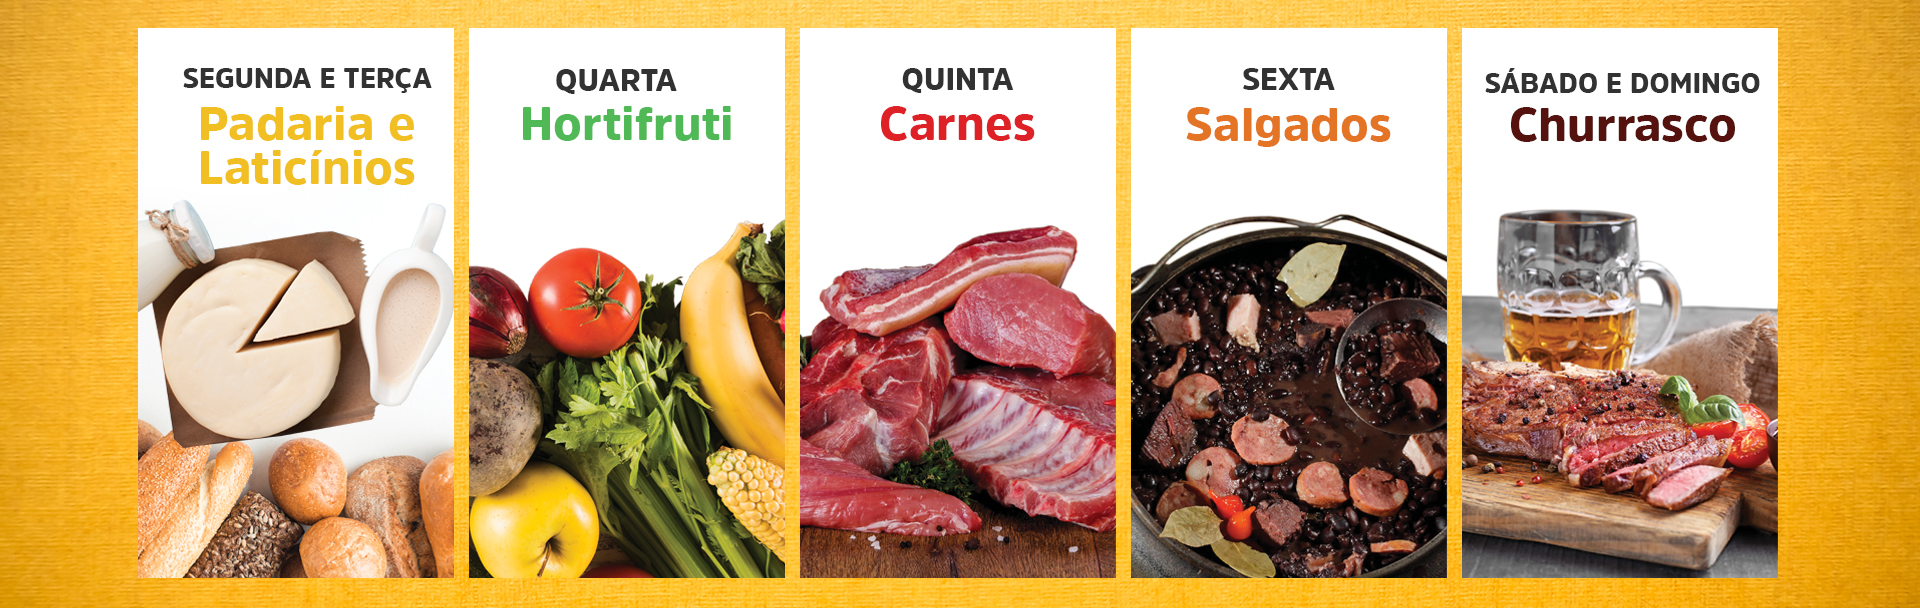 SEGUNDA E TERÇA
Padaria e
Laticínios
QUARTA
Hortifruti
QUINTA
Carnes
SEXTA
Salgados
SÁBADO E DOMINGO
Churrasco